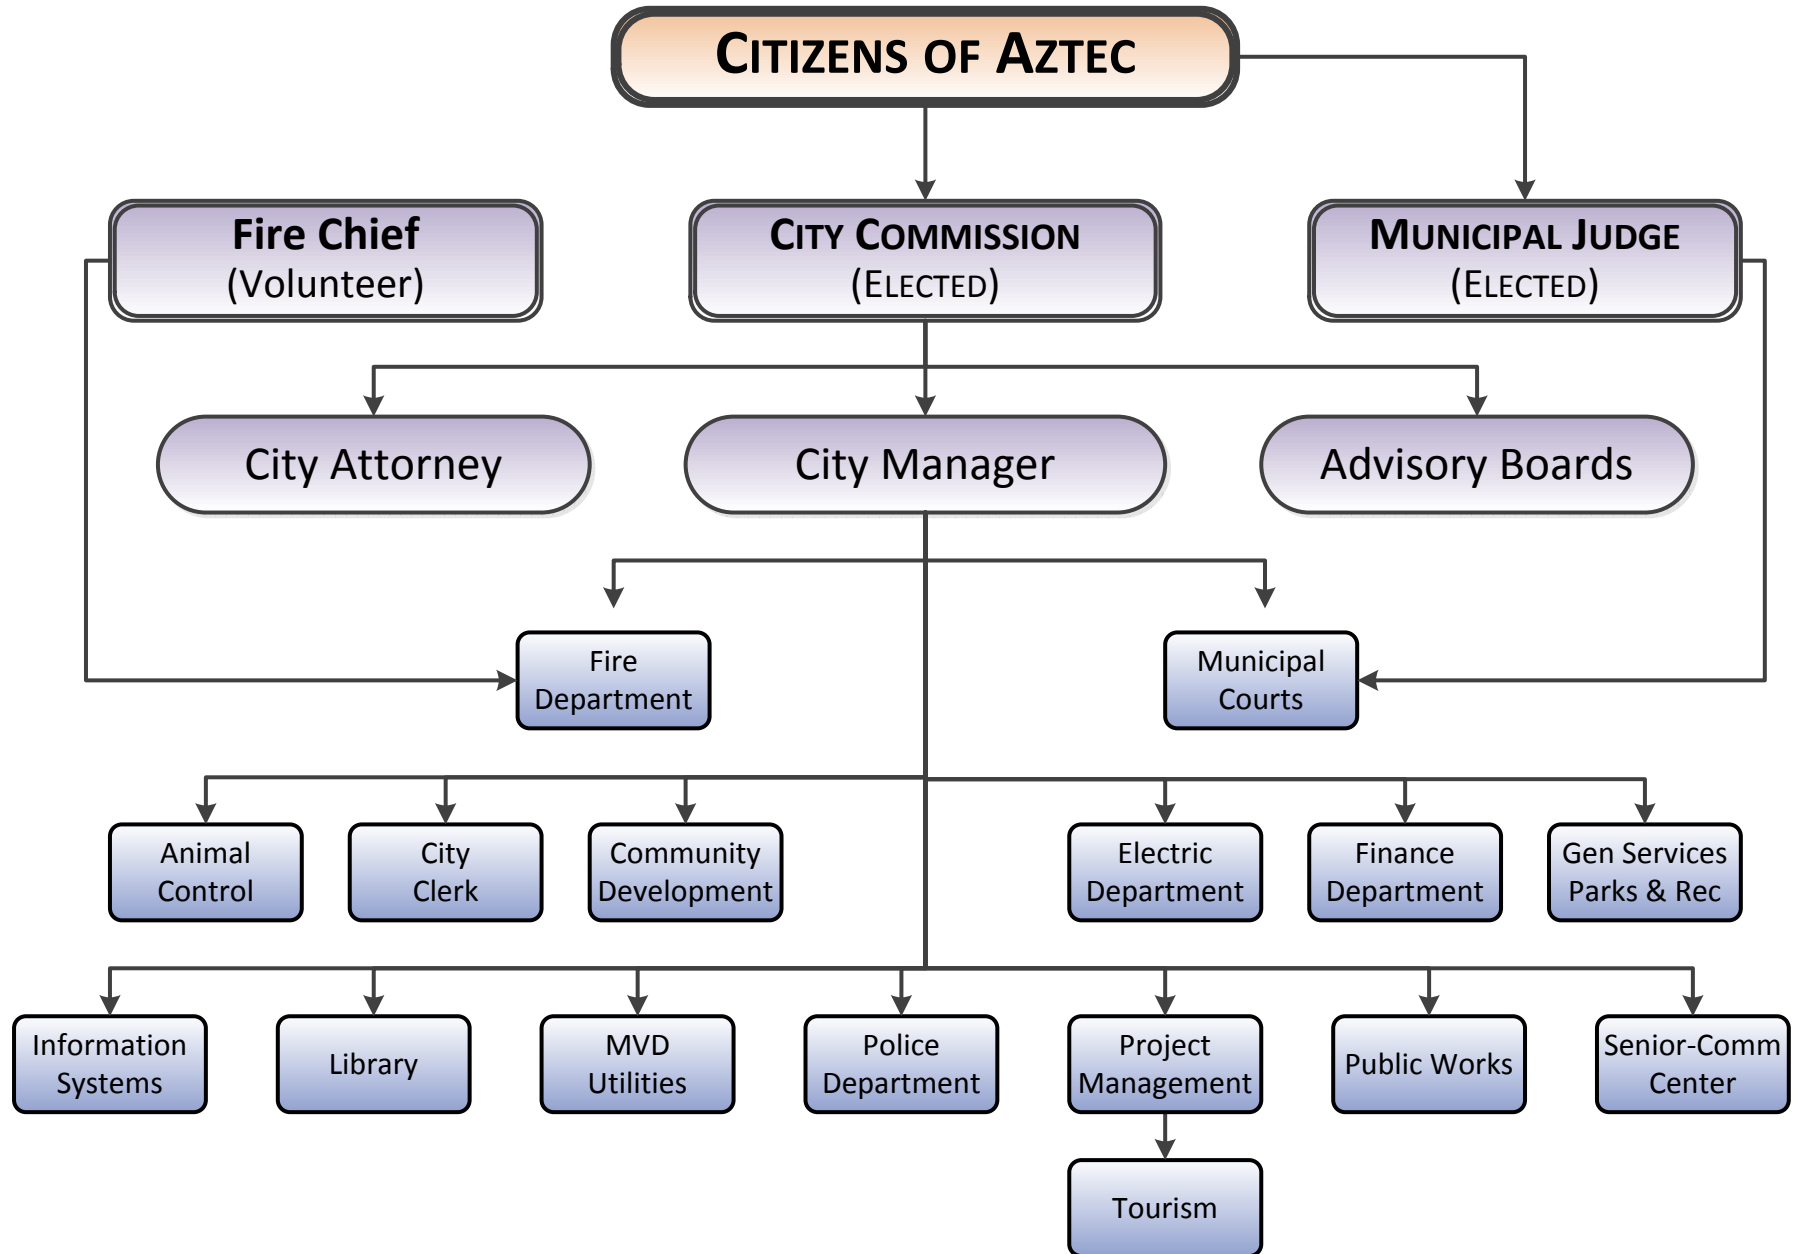 CITIZENS OF AZTEC
Fire Chief
(Volunteer)
CITY COMMISSION
(ELECTED)
MUNICIPAL JUDGE
(ELECTED)
City Attorney
City Manager
Advisory Boards
Fire
Department
Municipal
Courts
Animal
Control
City
Clerk
Community
Development
Electric
Department
Finance
Department
Gen Services
Parks & Rec
Information
Systems
Library
MVD
Utilities
Police
Department
Project
Management
Public Works
Senior-Comm
Center
Tourism